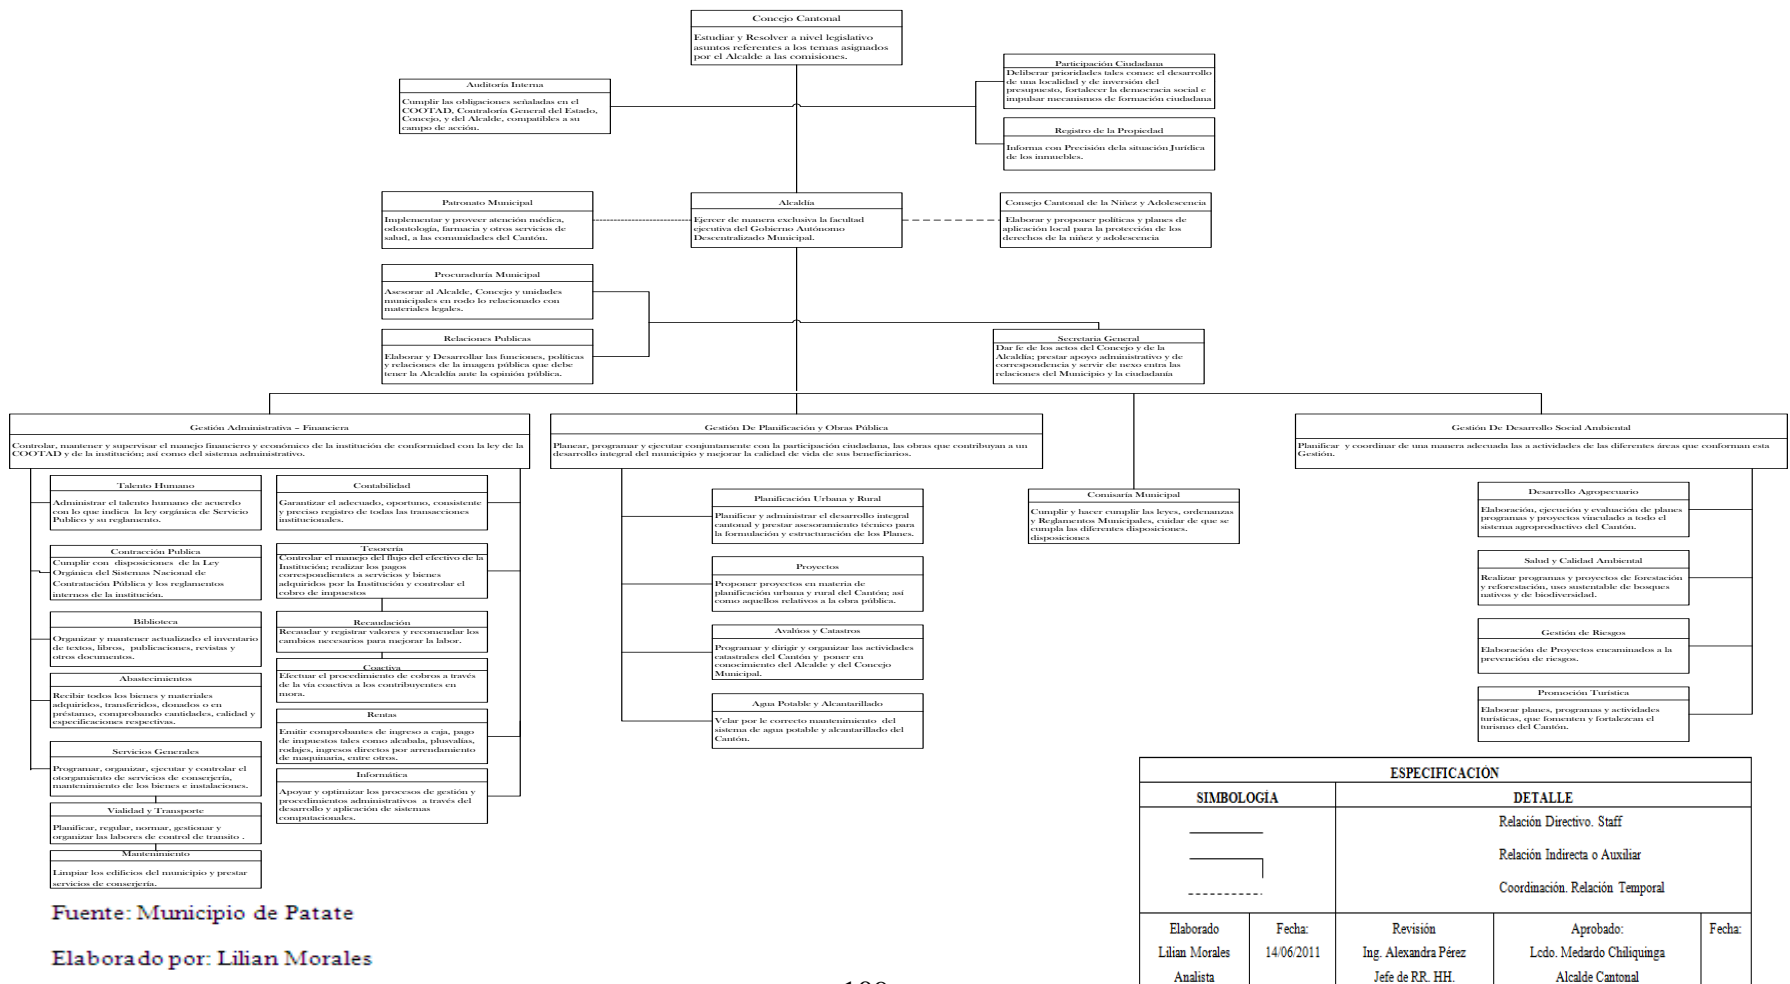 Concejo Cantonal
Estudiar y Resolver a nivel legislativo
asuntos referentes a los temas asignados
por el Alcalde a las comisiones.
Auditoría Interna
Cumplir las obligaciones señaladas en el
COOTAD, Contraloría General del Estado,
Concejo, y del Alcalde, compatibles a su
campo de acción.
Participación Ciudadana
Deliberar prioridades tales como: el desarrollo
de una localidad y de inversión del
presupuesto, fortalecer la democracia social e
impulsar mecanismos de formación ciudadana
Registro de la Propiedad
Informa con Precisión dela situación Jurídica
de los inmuebles.
Patronato Municipal
Implementar y proveer atención médica,
odontología, farmacia y otros servicios de
salud, a las comunidades del Cantón.
Alcaldía
Ejercer de manera exclusiva la facultad
ejecutiva del Gobierno Autónomo
Descentralizado Municipal.
Consejo Cantonal de la Niñez y Adolescencia
Elaborar y proponer políticas y planes de
aplicación local para la protección de los
derechos de la niñez y adolescencia
Procuraduría Municipal
Asesorar al Alcalde, Concejo y unidades
municipales en rodo lo relacionado con
materiales legales.
Relaciones Publicas
Elaborar y Desarrollar las funciones, políticas
y relaciones de la imagen pública que debe
tener la Alcaldía ante la opinión pública.
Secretaria General
Dar fe de los actos del Concejo y de la
Alcaldía; prestar apoyo administrativo y de
correspondencia y servir de nexo entra las
relaciones del Municipio y la ciudadanía
Gestión Administrativa – Financiera
Controlar, mantener y supervisar el manejo financiero y económico de la institución de conformidad con la ley de la
COOTAD y de la institución; así como del sistema administrativo.
Gestión De Planificación y Obras Pública
Planear, programar y ejecutar conjuntamente con la participación ciudadana, las obras que contribuyan a un
desarrollo integral del municipio y mejorar la calidad de vida de sus beneficiarios.
Gestión De Desarrollo Social Ambiental
Planificar y coordinar de una manera adecuada las a actividades de las diferentes áreas que conforman esta
Gestión.
Talento Humano
Administrar el talento humano de acuerdo
con lo que indica la ley orgánica de Servicio
Publico y su reglamento.
Contracción Publica
Cumplir con disposiciones de la Ley
Orgánica del Sistemas Nacional de
Contratación Pública y los reglamentos
internos de la institución.
Biblioteca
Organizar y mantener actualizado el inventario
de textos, libros, publicaciones, revistas y
otros documentos.
Abastecimientos
Recibir todos los bienes y materiales
adquiridos, transferidos, donados o en
préstamo, comprobando cantidades, calidad y
especificaciones respectivas.
Servicios Generales
Programar, organizar, ejecutar y controlar el
otorgamiento de servicios de conserjería,
mantenimiento de los bienes e instalaciones.
Vialidad y Transporte
Planificar, regular, normar, gestionar y
organizar las labores de control de transito .
Mantenimiento
Limpiar los edificios del municipio y prestar
servicios de conserjería.
Contabilidad
Garantizar el adecuado, oportuno, consistente
y preciso registro de todas las transacciones
institucionales.
Tesorería
Controlar el manejo del flujo del efectivo de la
Institución; realizar los pagos
correspondientes a servicios y bienes
adquiridos por la Institución y controlar el
cobro de impuestos
Recaudación
Recaudar y registrar valores y recomendar los
cambios necesarios para mejorar la labor.
Coactiva
Efectuar el procedimiento de cobros a través
de la vía coactiva a los contribuyentes en
mora.
Rentas
Emitir comprobantes de ingreso a caja, pago
de impuestos tales como alcabala, plusvalías,
rodajes, ingresos directos por arrendamiento
de maquinaria, entre otros.
Informática
Apoyar y optimizar los procesos de gestión y
procedimientos administrativos a través del
desarrollo y aplicación de sistemas
computacionales.
Planificación Urbana y Rural
Planificar y administrar el desarrollo integral
cantonal y prestar asesoramiento técnico para
la formulación y estructuración de los Planes.
Proyectos
Proponer proyectos en materia de
planificación urbana y rural del Cantón; así
como aquellos relativos a la obra pública.
Avalúos y Catastros
Programar y dirigir y organizar las actividades
catastrales del Cantón y poner en
conocimiento del Alcalde y del Concejo
Municipal.
Agua Potable y Alcantarillado
Velar por le correcto mantenimiento del
sistema de agua potable y alcantarillado del
Cantón.
Comisaría Municipal
Cumplir y hacer cumplir las leyes, ordenanzas
y Reglamentos Municipales, cuidar de que se
cumpla las diferentes disposiciones.
disposiciones
Desarrollo Agropecuario
Elaboración, ejecución y evaluación de planes
programas y proyectos vinculado a todo el
sistema agroproductivo del Cantón.
Salud y Calidad Ambiental
Realizar programas y proyectos de forestación
y reforestación, uso sustentable de bosques
nativos y de biodiversidad.
Gestión de Riesgos
Elaboración de Proyectos encaminados a la
prevención de riesgos.
Promoción Turística
Elaborar planes, programas y actividades
turísticas, que fomenten y fortalezcan el
turismo del Cantón.
ESPECIFICACIÓN
SIMBOLOGÍA DETALLE
Relación Directivo. Staff
Relación Indirecta o Auxiliar
Coordinación. Relación Temporal
Elaborado Fecha: Revisión Aprobado: Fecha:
Lilian Morales 14/06/2011 Ing. Alexandra Pérez Lcdo. Medardo Chiliquinga
Analista Jefe de RR. HH. Alcalde Cantonal
Fuente: Municipio de Patate
Elaborado por: Lilian Morales